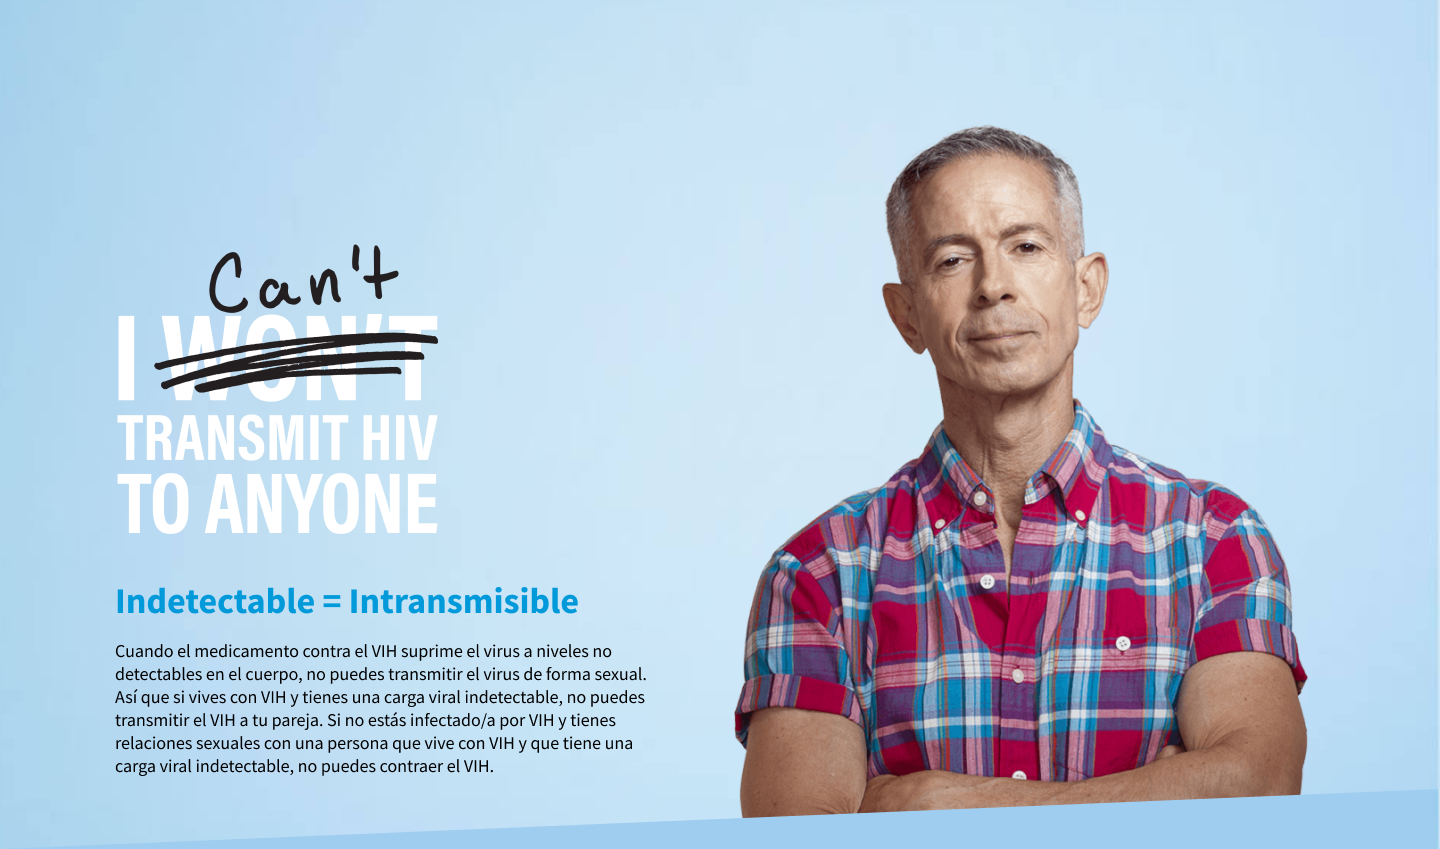 Can't
I WON'T
TRANSMIT HIV
TO ANYONE
Indetectable = Intransmisible
Cuando el medicamento contra el VIH suprime el virus a niveles no
detectables en el cuerpo, no puedes transmitir el virus de forma sexual.
Así que si vives con VIH y tienes una carga viral indetectable, no puedes
transmitir el VIH a tu pareja. Si no estás infectado/a por VIH y tienes
relaciones sexuales con una persona que vive con VIH y que tiene una
carga viral indetectable, no puedes contraer el VIH.